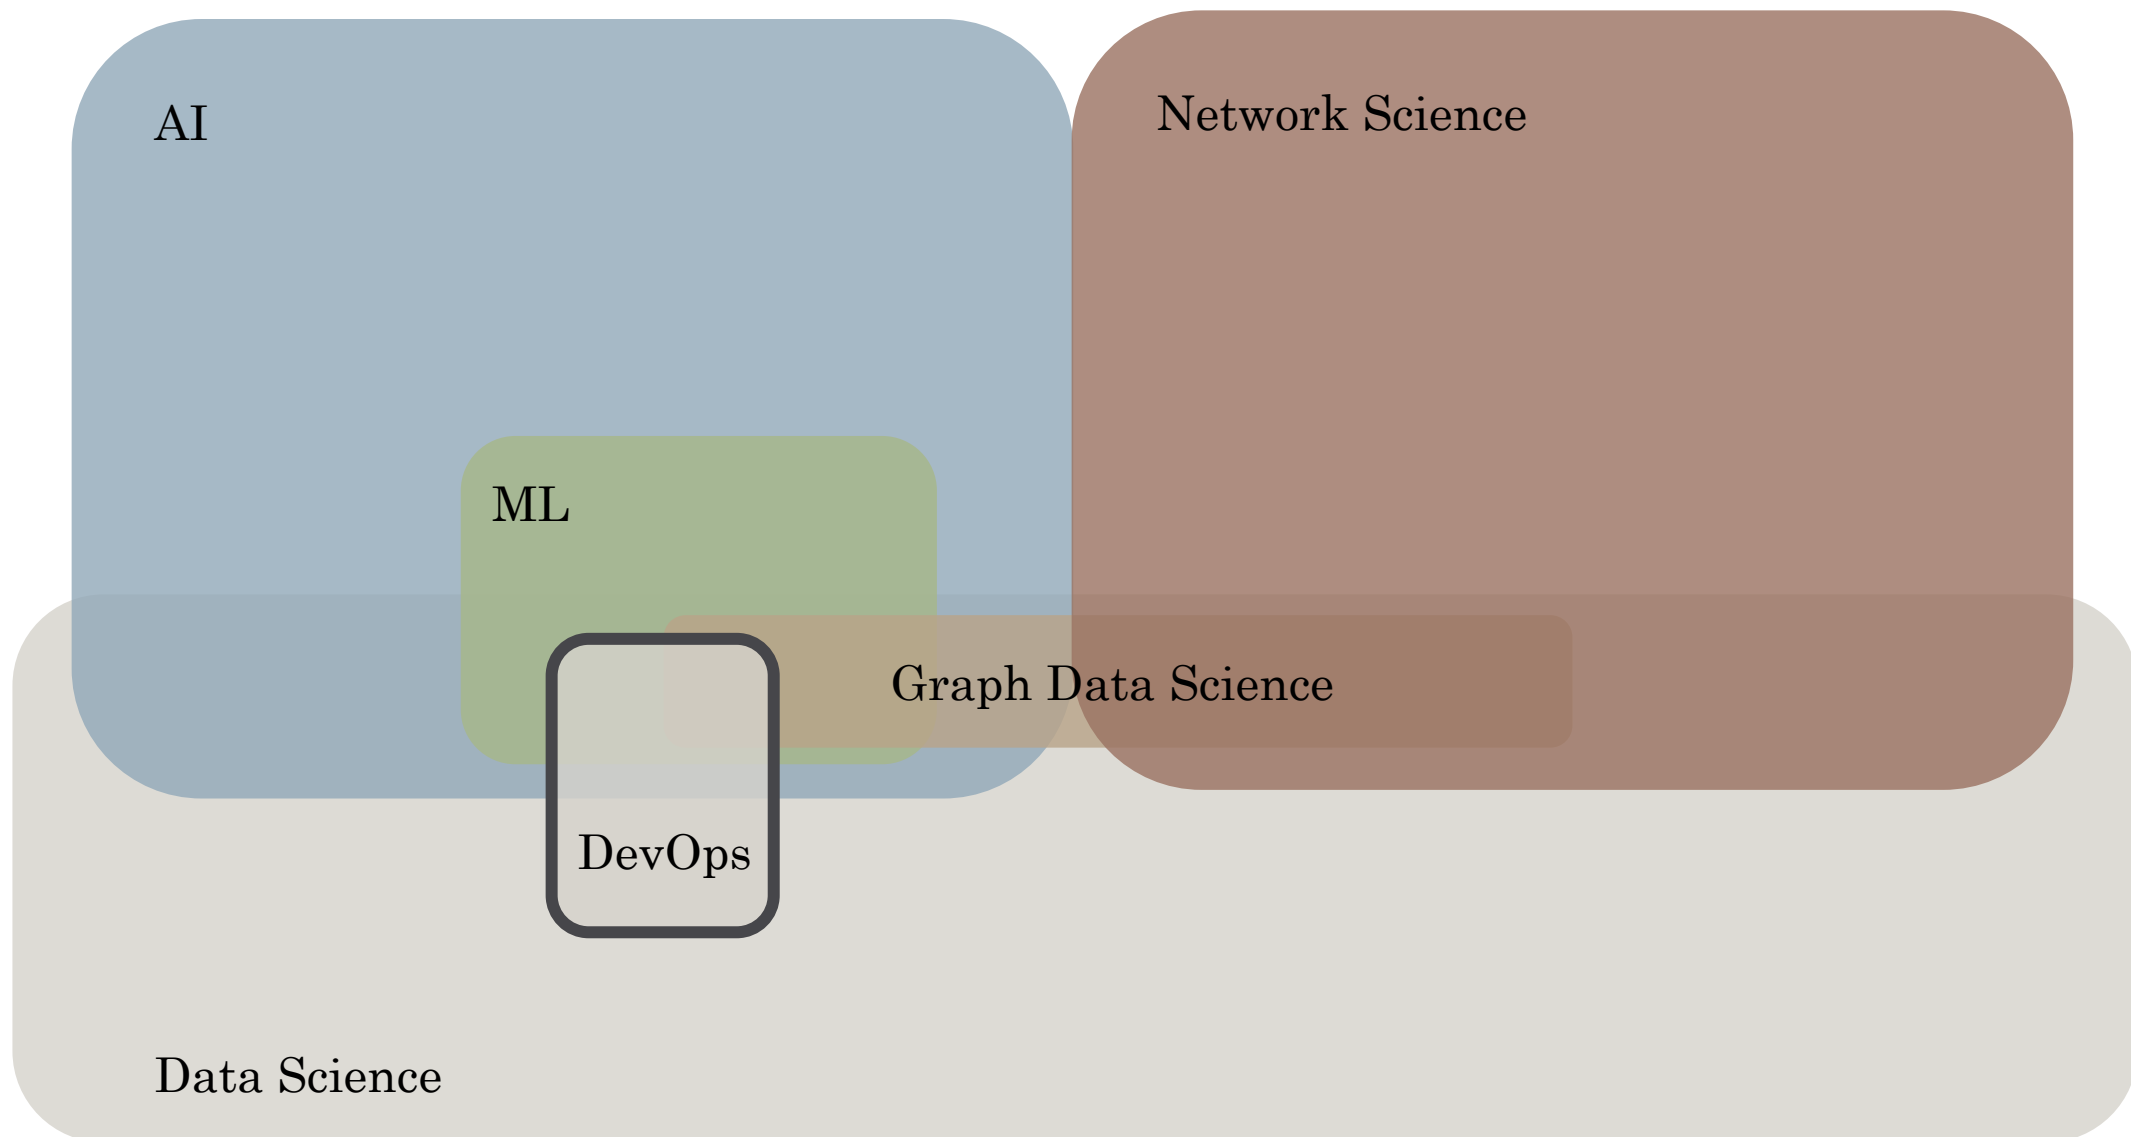 AI
Network Science
ML
Graph Data Science
DevOps
Data Science